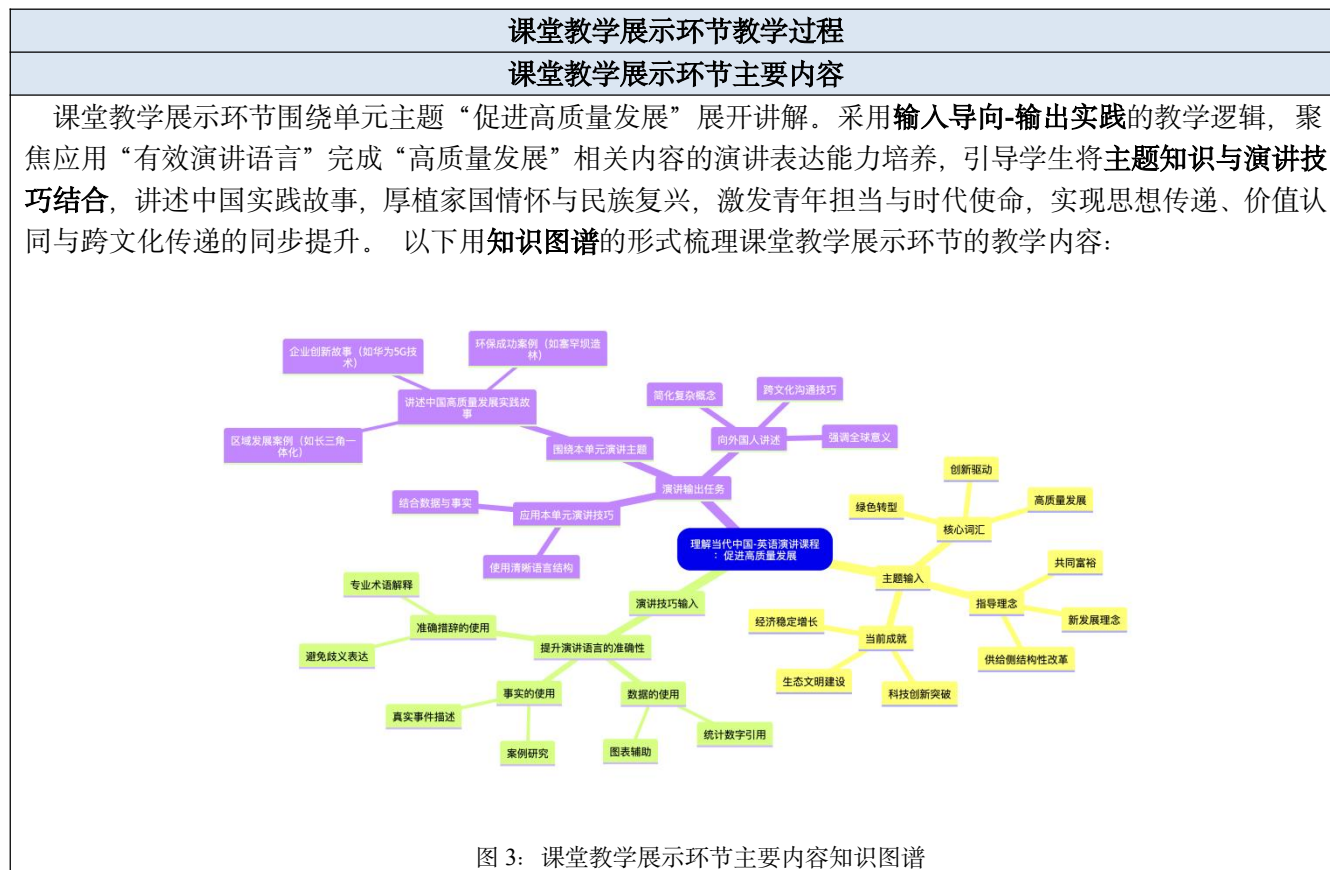 课堂教学展示环节教学过程
课堂教学展示环节主要内容
课堂教学展示环节围绕单元主题“促进高质量发展”展开讲解。采用输入导向-输出实践的教学逻辑，聚
焦应用“有效演讲语言”完成“高质量发展”相关内容的演讲表达能力培养，引导学生将主题知识与演讲技
巧结合，讲述中国实践故事，厚植家国情怀与民族复兴，激发青年担当与时代使命，实现思想传递、价值认
同与跨文化传递的同步提升。 以下用知识图谱的形式梳理课堂教学展示环节的教学内容：
企业创新故事（如华为5G技
术）
环保成功案例（如塞罕坝造
林）
讲述中国高质量发展实践故
事
区域发展案例（如长三角一
体化）
围绕本单元演讲主题
简化复杂概念
跨文化沟通技巧
向外国人讲述
强调全球意义
演讲输出任务
结合数据与事实
应用本单元演讲技巧
使用清晰语言结构
理解当代中国-英语演讲课程
：促进高质量发展
创新驱动
绿色转型
高质量发展
核心词汇
主题输入
共同富裕
指导理念
新发展理念
供给侧结构性改革
经济稳定增长
当前成就
生态文明建设
科技创新突破
演讲技巧输入
专业术语解释
准确措辞的使用
避免歧义表达
提升演讲语言的准确性
事实的使用
真实事件描述
案例研究
数据的使用
统计数字引用
图表辅助
图 3：课堂教学展示环节主要内容知识图谱